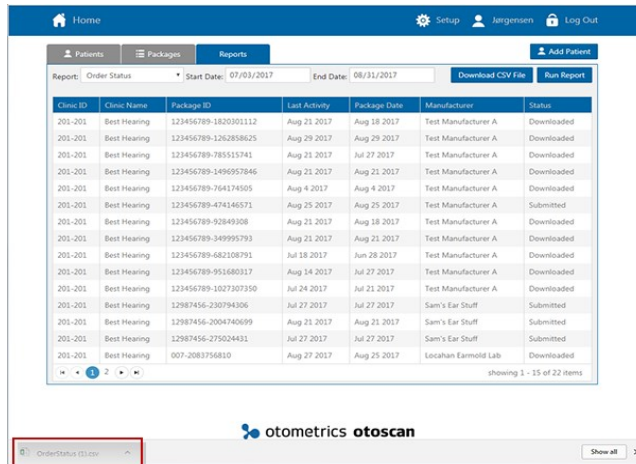 Home Setup Jørgensen Log Out
Patients Packages Reports Add Patient
Report: Order Status Start Date: 07/03/2017 End Date: 08/31/2017 Download CSV File Run Report
Clinic ID Clinic Name Package ID Last Activity Package Date Manufacturer Status
201-201 Best Hearing 123456789-1820301112 Aug 21 2017 Aug 18 2017 Test Manufacturer A Downloaded
201-201 Best Hearing 123456789-1262858625 Aug 29 2017 Aug 29 2017 Test Manufacturer A Downloaded
201-201 Best Hearing 123456789-785515741 Aug 21 2017 Jul 27 2017 Test Manufacturer A Downloaded
201-201 Best Hearing 123456789-1496957846 Aug 21 2017 Aug 21 2017 Test Manufacturer A Downloaded
201-201 Best Hearing 123456789-764174505 Aug 4 2017 Aug 4 2017 Test Manufacturer A Downloaded
201-201 Best Hearing 123456789-474146571 Aug 25 2017 Aug 25 2017 Test Manufacturer A Submitted
201-201 Best Hearing 123456789-92849308 Aug 21 2017 Aug 18 2017 Test Manufacturer A Downloaded
201-201 Best Hearing 123456789-349995793 Aug 21 2017 Aug 21 2017 Test Manufacturer A Downloaded
201-201 Best Hearing 123456789-682108791 Jul 18 2017 Jun 28 2017 Test Manufacturer A Downloaded
201-201 Best Hearing 123456789-951680317 Aug 14 2017 Jul 27 2017 Test Manufacturer A Downloaded
201-201 Best Hearing 123456789-1027307350 Jul 24 2017 Jul 21 2017 Test Manufacturer A Downloaded
201-201 Best Hearing 12987456-230794306 Jul 27 2017 Jul 27 2017 Sam's Ear Stuff Submitted
201-201 Best Hearing 12987456-2004740699 Aug 21 2017 Aug 21 2017 Sam's Ear Stuff Submitted
201-201 Best Hearing 12987456-275024431 Jul 27 2017 Jul 27 2017 Sam's Ear Stuff Submitted
201-201 Best Hearing 007-2083756810 Aug 27 2017 Aug 25 2017 Locahan Earmold Lab Downloaded
1 2 showing 1 - 15 of 22 items
otometrics otoscan
OrderStatus (1).csv Show all